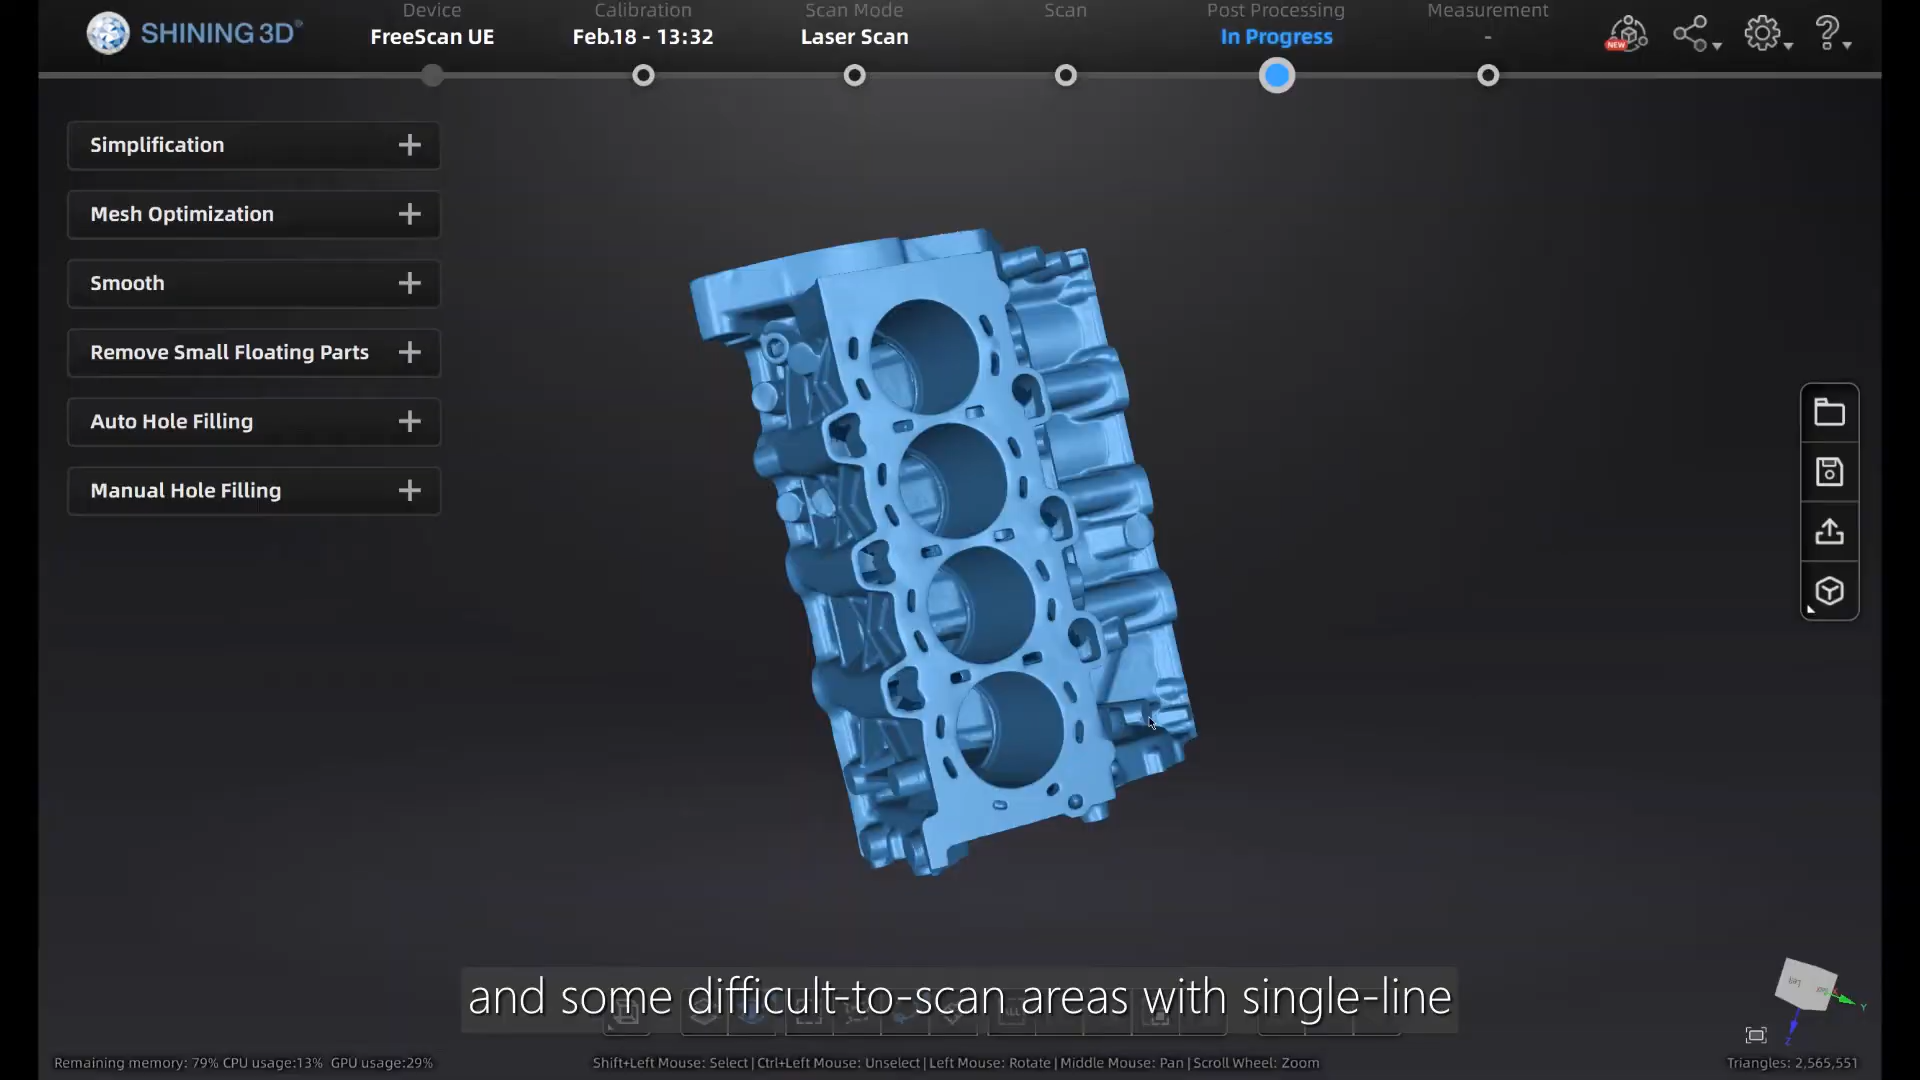 SHINING 3D®
Device
FreeScan UE
Calibration
Feb.18 - 13:32
Scan Mode
Laser Scan
Scan
Post Processing
In Progress
Measurement
-
NEW
Simplification
Mesh Optimization
Smooth
Remove Small Floating Parts
Auto Hole Filling
Manual Hole Filling
and some difficult-to-scan areas with single-line
Remaining memory: 79% CPU usage:13% GPU usage:29%
Shift+Left Mouse: Select | Ctrl+Left Mouse: Unselect | Left Mouse: Rotate | Middle Mouse: Pan | Scroll Wheel: Zoom
Left
Y
Z
Triangles: 2,565,551